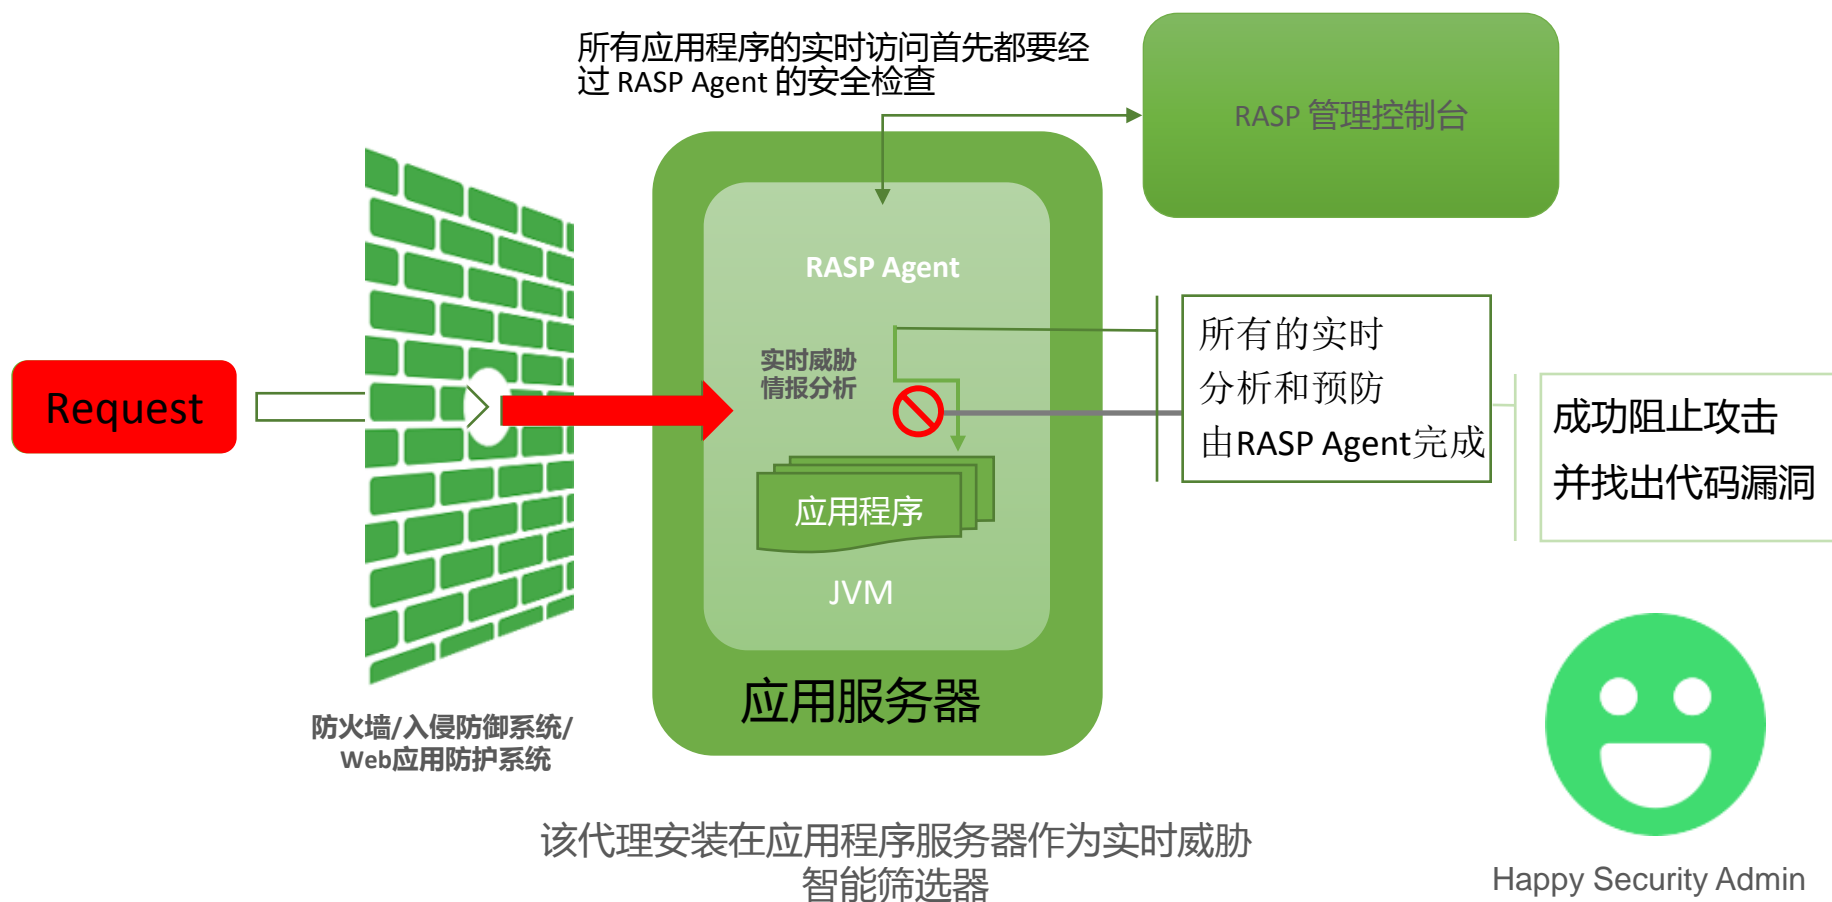 所有应用程序的实时访问首先都要经
过 RASP Agent 的安全检查
RASP 管理控制台
RASP Agent
实时威胁
情报分析
Request
所有的实时
分析和预防
由RASP Agent完成
成功阻止攻击
并找出代码漏洞
应用程序
JVM
应用服务器
防火墙/入侵防御系统/
Web应用防护系统
该代理安装在应用程序服务器作为实时威胁
智能筛选器
Happy Security Admin